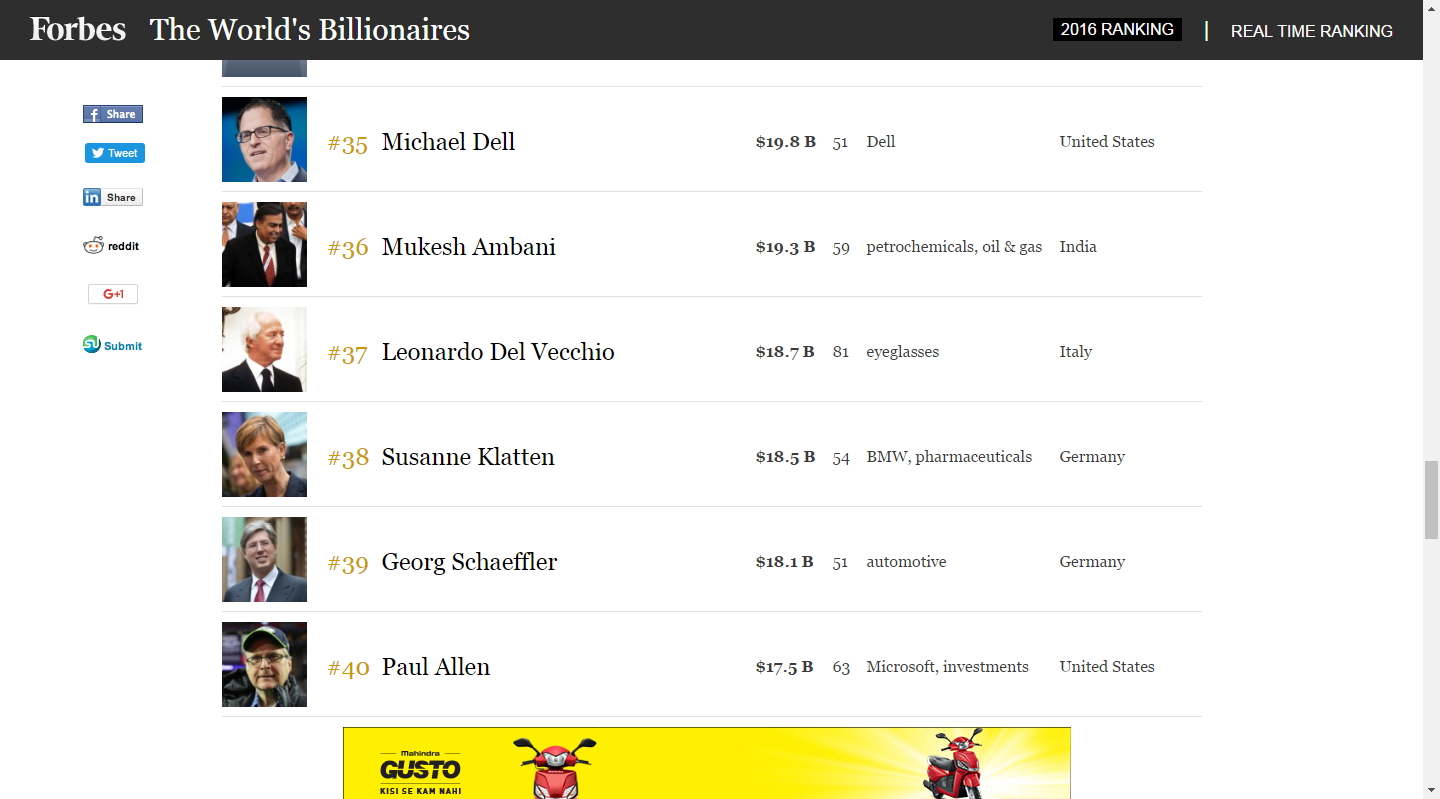 Forbes The World's Billionaires 2016 RANKING | REAL TIME RANKING
Share
Tweet
Share
reddit
G+1
Submit
#35 Michael Dell $19.8 B 51 Dell United States
#36 Mukesh Ambani $19.3 B 59 petrochemicals, oil & gas India
#37 Leonardo Del Vecchio $18.7 B 81 eyeglasses Italy
#38 Susanne Klatten $18.5 B 54 BMW, pharmaceuticals Germany
#39 Georg Schaeffler $18.1 B 51 automotive Germany
#40 Paul Allen $17.5 B 63 Microsoft, investments United States
Mahindra
GUSTO
KISI SE KAM NAHI